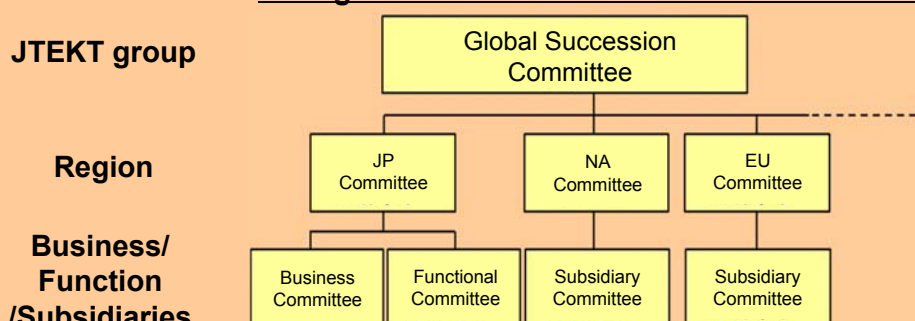 JTEKT group
Global Succession
Committee
Region
JP
Committee
NA
Committee
EU
Committee
Business/
Function
/Subsidiaries
Business
Committee
Functional
Committee
Subsidiary
Committee
Subsidiary
Committee